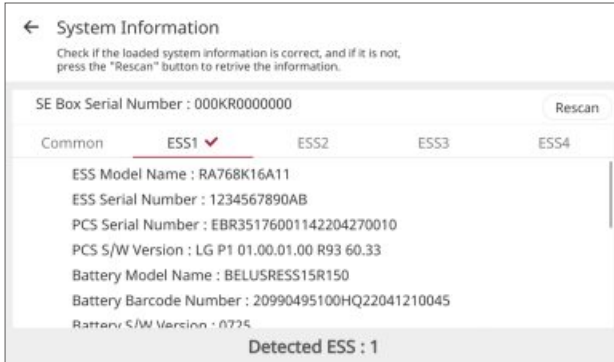 ← System Information
Check if the loaded system information is correct, and if it is not,
press the "Rescan" button to retrive the information.
SE Box Serial Number : 000KR0000000
Rescan
Common ESS1 ✔ ESS2 ESS3 ESS4
ESS Model Name : RA768K16A11
ESS Serial Number : 1234567890AB
PCS Serial Number : EBR35176001142204270010
PCS S/W Version : LG P1 01.00.01.00 R93 60.33
Battery Model Name : BELUSRESS15R150
Battery Barcode Number : 20990495100HQ22041210045
Battery S/W Version : 0725
Detected ESS : 1